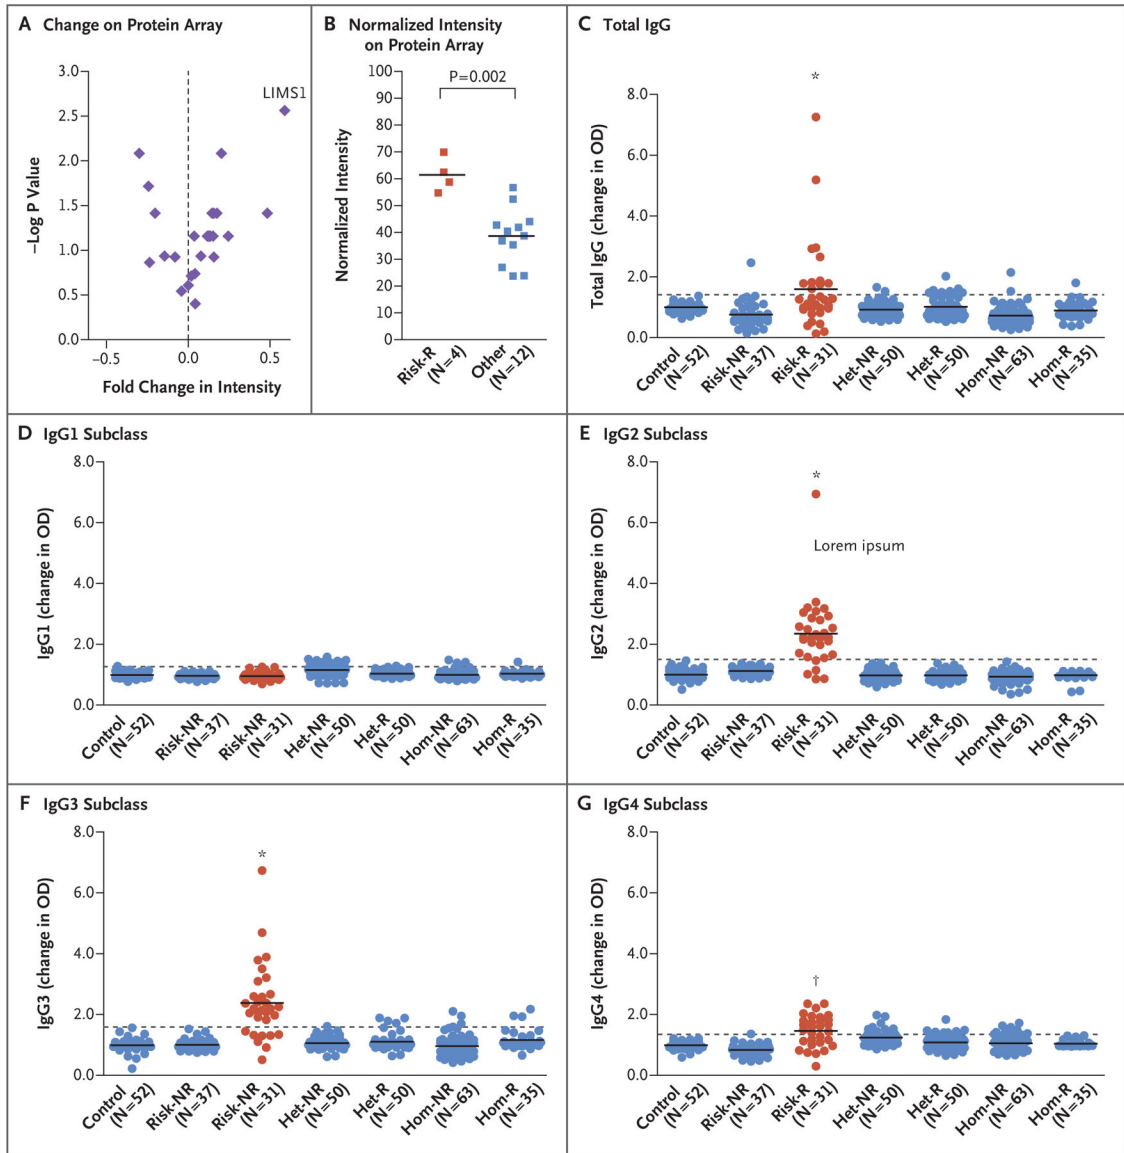 A Change on Protein Array
3.0
2.5
2.0
1.5
1.0
0.5
0.0
−0.5
0.0
0.5
−Log P Value
Fold Change in Intensity
LIMS1
B Normalized Intensity
on Protein Array
100
90
80
70
60
50
40
30
20
10
0
Normalized Intensity
P=0.002
Risk-R
(N=4)
Other
(N=12)
C Total IgG
8.0
6.0
4.0
2.0
0.0
Total IgG (change in OD)
*
Control
(N=52)
Risk-NR
(N=37)
Risk-R
(N=31)
Het-NR
(N=50)
Het-R
(N=50)
Hom-NR
(N=63)
Hom-R
(N=35)
D IgG1 Subclass
8.0
6.0
4.0
2.0
0.0
IgG1 (change in OD)
Control
(N=52)
Risk-NR
(N=37)
Risk-NR
(N=31)
Het-NR
(N=50)
Het-R
(N=50)
Hom-NR
(N=63)
Hom-R
(N=35)
E IgG2 Subclass
8.0
6.0
4.0
2.0
0.0
IgG2 (change in OD)
*
Lorem ipsum
Control
(N=52)
Risk-NR
(N=37)
Risk-R
(N=31)
Het-NR
(N=50)
Het-R
(N=50)
Hom-NR
(N=63)
Hom-R
(N=35)
F IgG3 Subclass
8.0
6.0
4.0
2.0
0.0
IgG3 (change in OD)
*
Control
(N=52)
Risk-NR
(N=37)
Risk-NR
(N=31)
Het-NR
(N=50)
Het-R
(N=50)
Hom-NR
(N=63)
Hom-R
(N=35)
G IgG4 Subclass
8.0
6.0
4.0
2.0
0.0
IgG4 (change in OD)
†
Control
(N=52)
Risk-NR
(N=37)
Risk-R
(N=31)
Het-NR
(N=50)
Het-R
(N=50)
Hom-NR
(N=63)
Hom-R
(N=35)